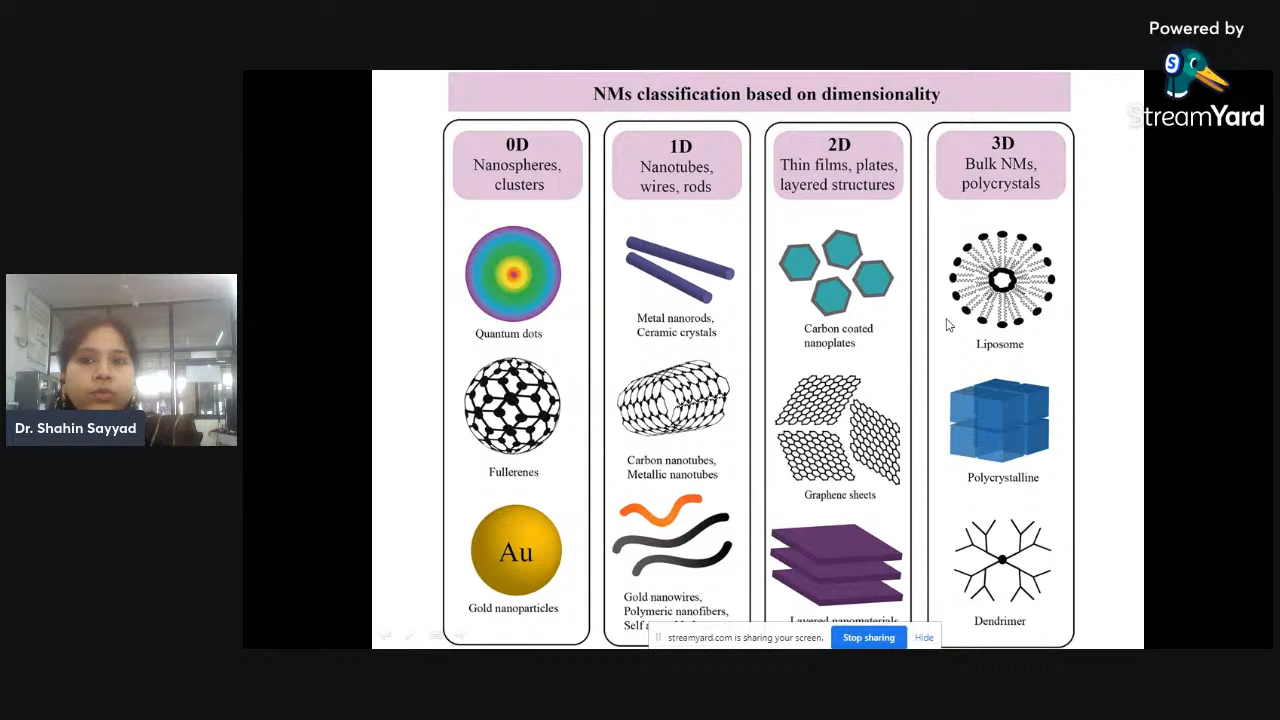 Powered by
StreamYard
NMs classification based on dimensionality
0D
Nanospheres,
clusters
Quantum dots
Fullerenes
Au
Gold nanoparticles
1D
Nanotubes,
wires, rods
Metal nanorods,
Ceramic crystals
Carbon nanotubes,
Metallic nanotubes
Gold nanowires,
Polymeric nanofibers,
Self
2D
Thin films, plates,
layered structures
Carbon coated
nanoplates
Graphene sheets
Layered nanomaterials
3D
Bulk NMs,
polycrystals
Liposome
Polycrystalline
Dendrimer
Dr. Shahin Sayyad
streamyard.com is sharing your screen.
Stop sharing
Hide